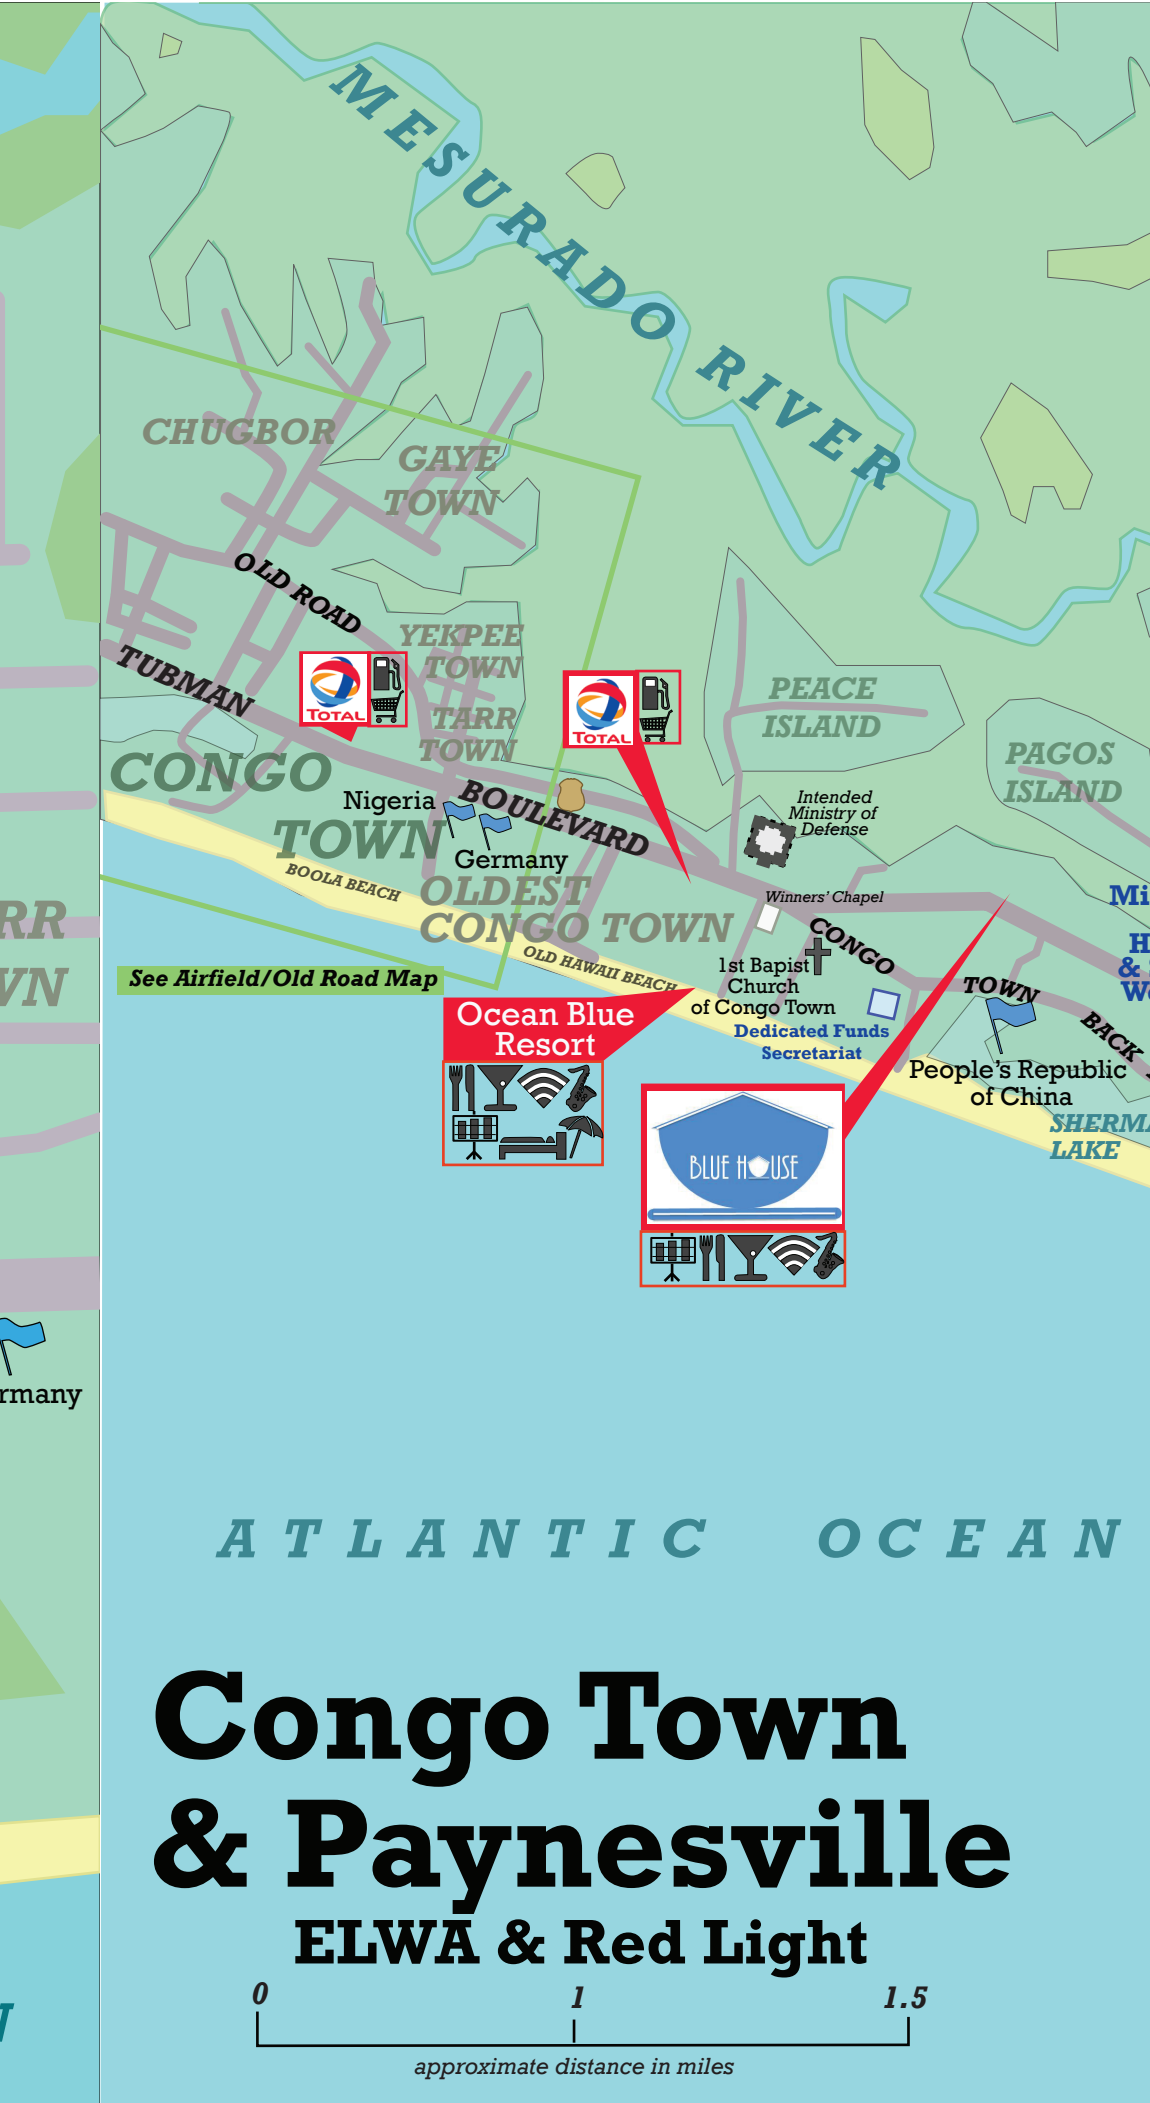 MESURADO RIVER
CHUGBOR
GAYE
TOWN
OLD ROAD
YEKPEE
TOWN
TARR
TOWN
TUBMAN
BOULEVARD
TOTAL
TOTAL
PEACE
ISLAND
PAGOS
ISLAND
CONGO
TOWN
Nigeria
Germany
Intended
Ministry of
Defense
BOOLA BEACH
OLDEST
CONGO TOWN
Winners' Chapel
CONGO
TOWN
BACK
OLD HAWAII BEACH
See Airfield/Old Road Map
1st Bapist
Church
of Congo Town
Dedicated Funds
Secretariat
Ocean Blue
Resort
People's Republic
of China
SHERMA
LAKE
BLUE HOUSE
Mi
H
&
W
RR
WN
rmany
ATLANTIC OCEAN
Congo Town
& Paynesville
ELWA & Red Light
0 1 1.5
approximate distance in miles